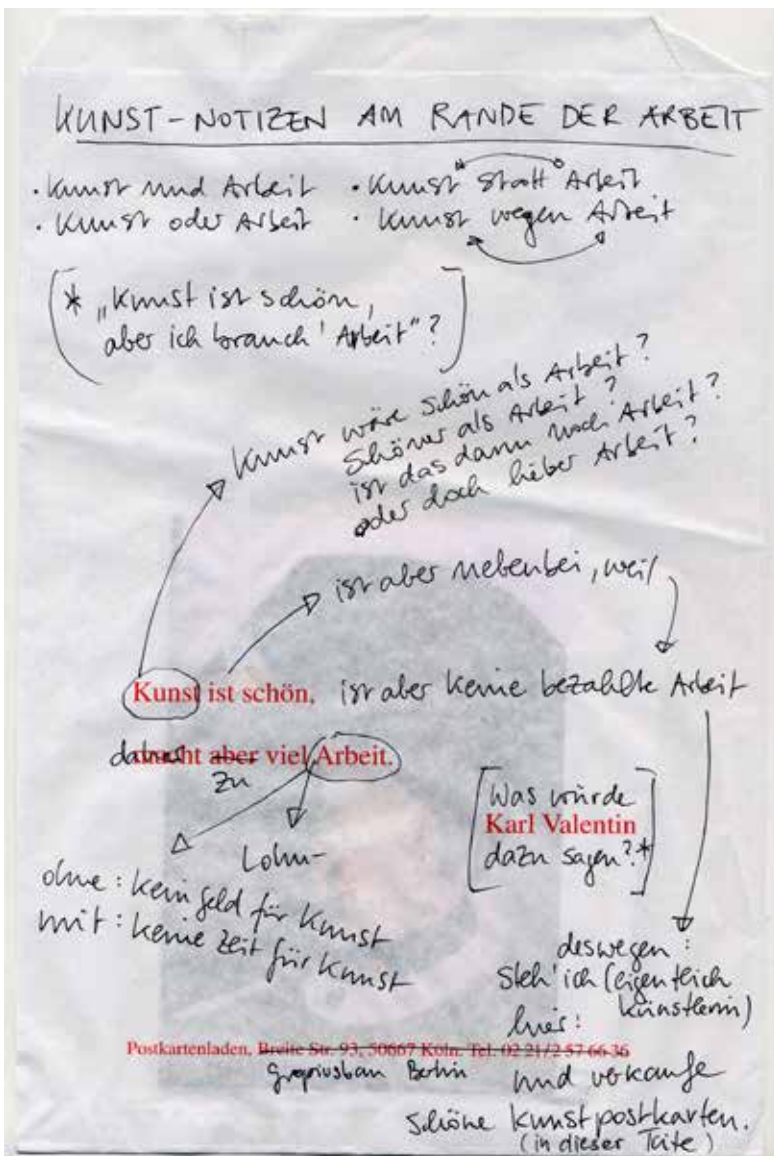 KUNST-NOTIZEN AM RANDE DER ARBEIT
• Kunst und Arbeit • Kunst statt Arbeit
• Kunst oder Arbeit • Kunst wegen Arbeit
* „Kunst ist schön,
aber ich brauch' Arbeit"?
Kunst wäre schön als Arbeit?
Schöner als Arbeit?
ist das dann noch Arbeit?
oder doch lieber Arbeit?
ist aber nebenbei, weil
Kunst ist schön, ist aber keine bezahlte Arbeit
macht aber viel Arbeit.
zu
Lohn-
ohne: kein Geld für Kunst
mit: keine Zeit für Kunst
[Was würde
Karl Valentin
dazu sagen?*]
deswegen:
steh' ich (eigentlich
Künstlerin)
hier:
Postkartenladen, Breite Str. 93, 50667 Köln. Tel. 02 21/2 57 66 36
Gropiusbau Berlin und verkaufe
schöne Kunstpostkarten.
(in dieser Tüte)